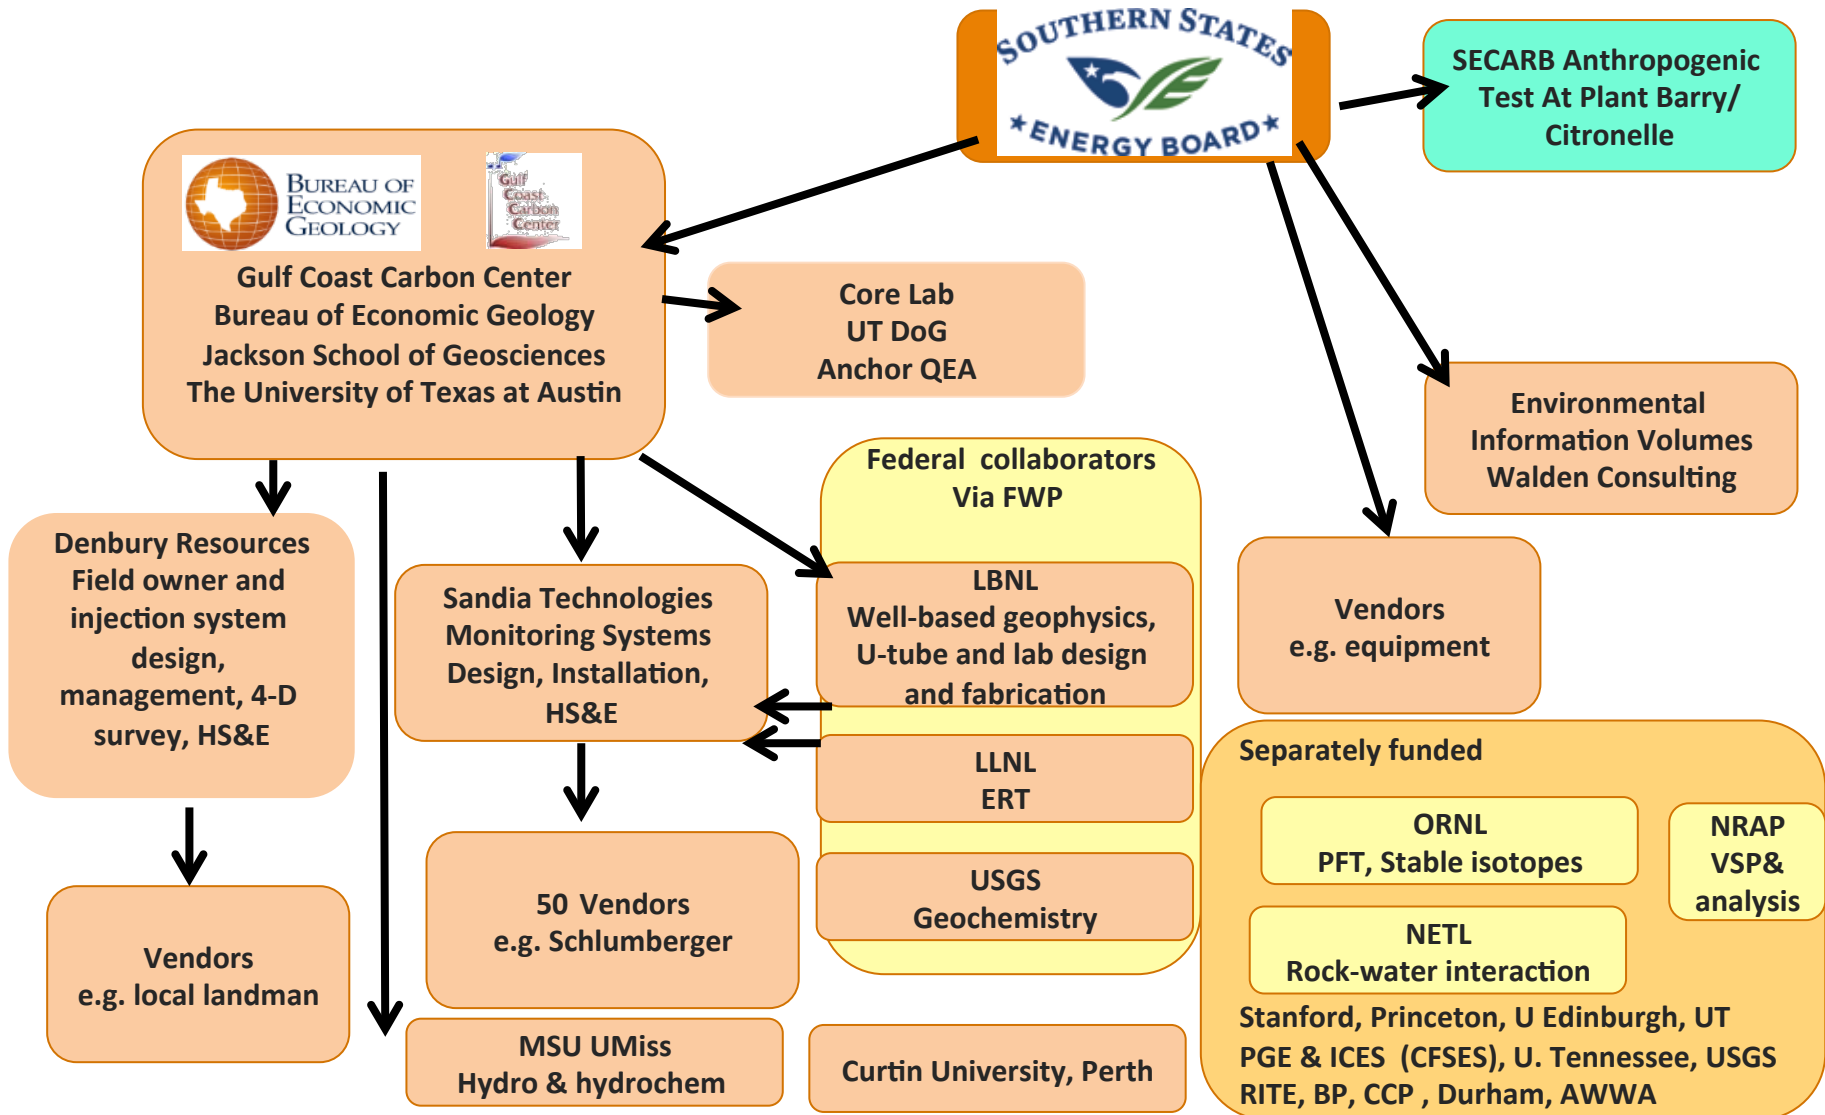 SOUTHERN STATES
ENERGY BOARD
SECARB Anthropogenic
Test At Plant Barry/
Citronelle
BUREAU OF
ECONOMIC
GEOLOGY
Gulf
Coast
Carbon
Center
Gulf Coast Carbon Center
Bureau of Economic Geology
Jackson School of Geosciences
The University of Texas at Austin
Core Lab
UT DoG
Anchor QEA
Environmental
Information Volumes
Walden Consulting
Federal collaborators
Via FWP
Denbury Resources
Field owner and
injection system
design,
management, 4-D
survey, HS&E
Sandia Technologies
Monitoring Systems
Design, Installation,
HS&E
LBNL
Well-based geophysics,
U-tube and lab design
and fabrication
Vendors
e.g. equipment
LLNL
ERT
USGS
Geochemistry
Separately funded
ORNL
PFT, Stable isotopes
NRAP
VSP&
analysis
NETL
Rock-water interaction
Stanford, Princeton, U Edinburgh, UT
PGE & ICES (CFSES), U. Tennessee, USGS
RITE, BP, CCP , Durham, AWWA
50 Vendors
e.g. Schlumberger
Vendors
e.g. local landman
MSU UMiss
Hydro & hydrochem
Curtin University, Perth